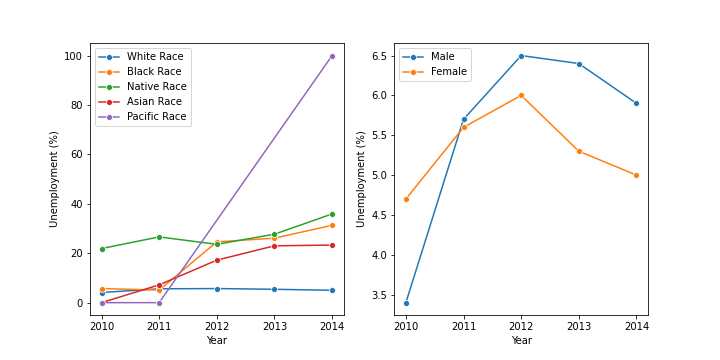 100
80
60
40
20
0
Unemployment (%)
White Race
Black Race
Native Race
Asian Race
Pacific Race
2010 2011 2012 2013 2014
Year
6.5
6.0
5.5
5.0
4.5
4.0
3.5
Unemployment (%)
Male
Female
2010 2011 2012 2013 2014
Year